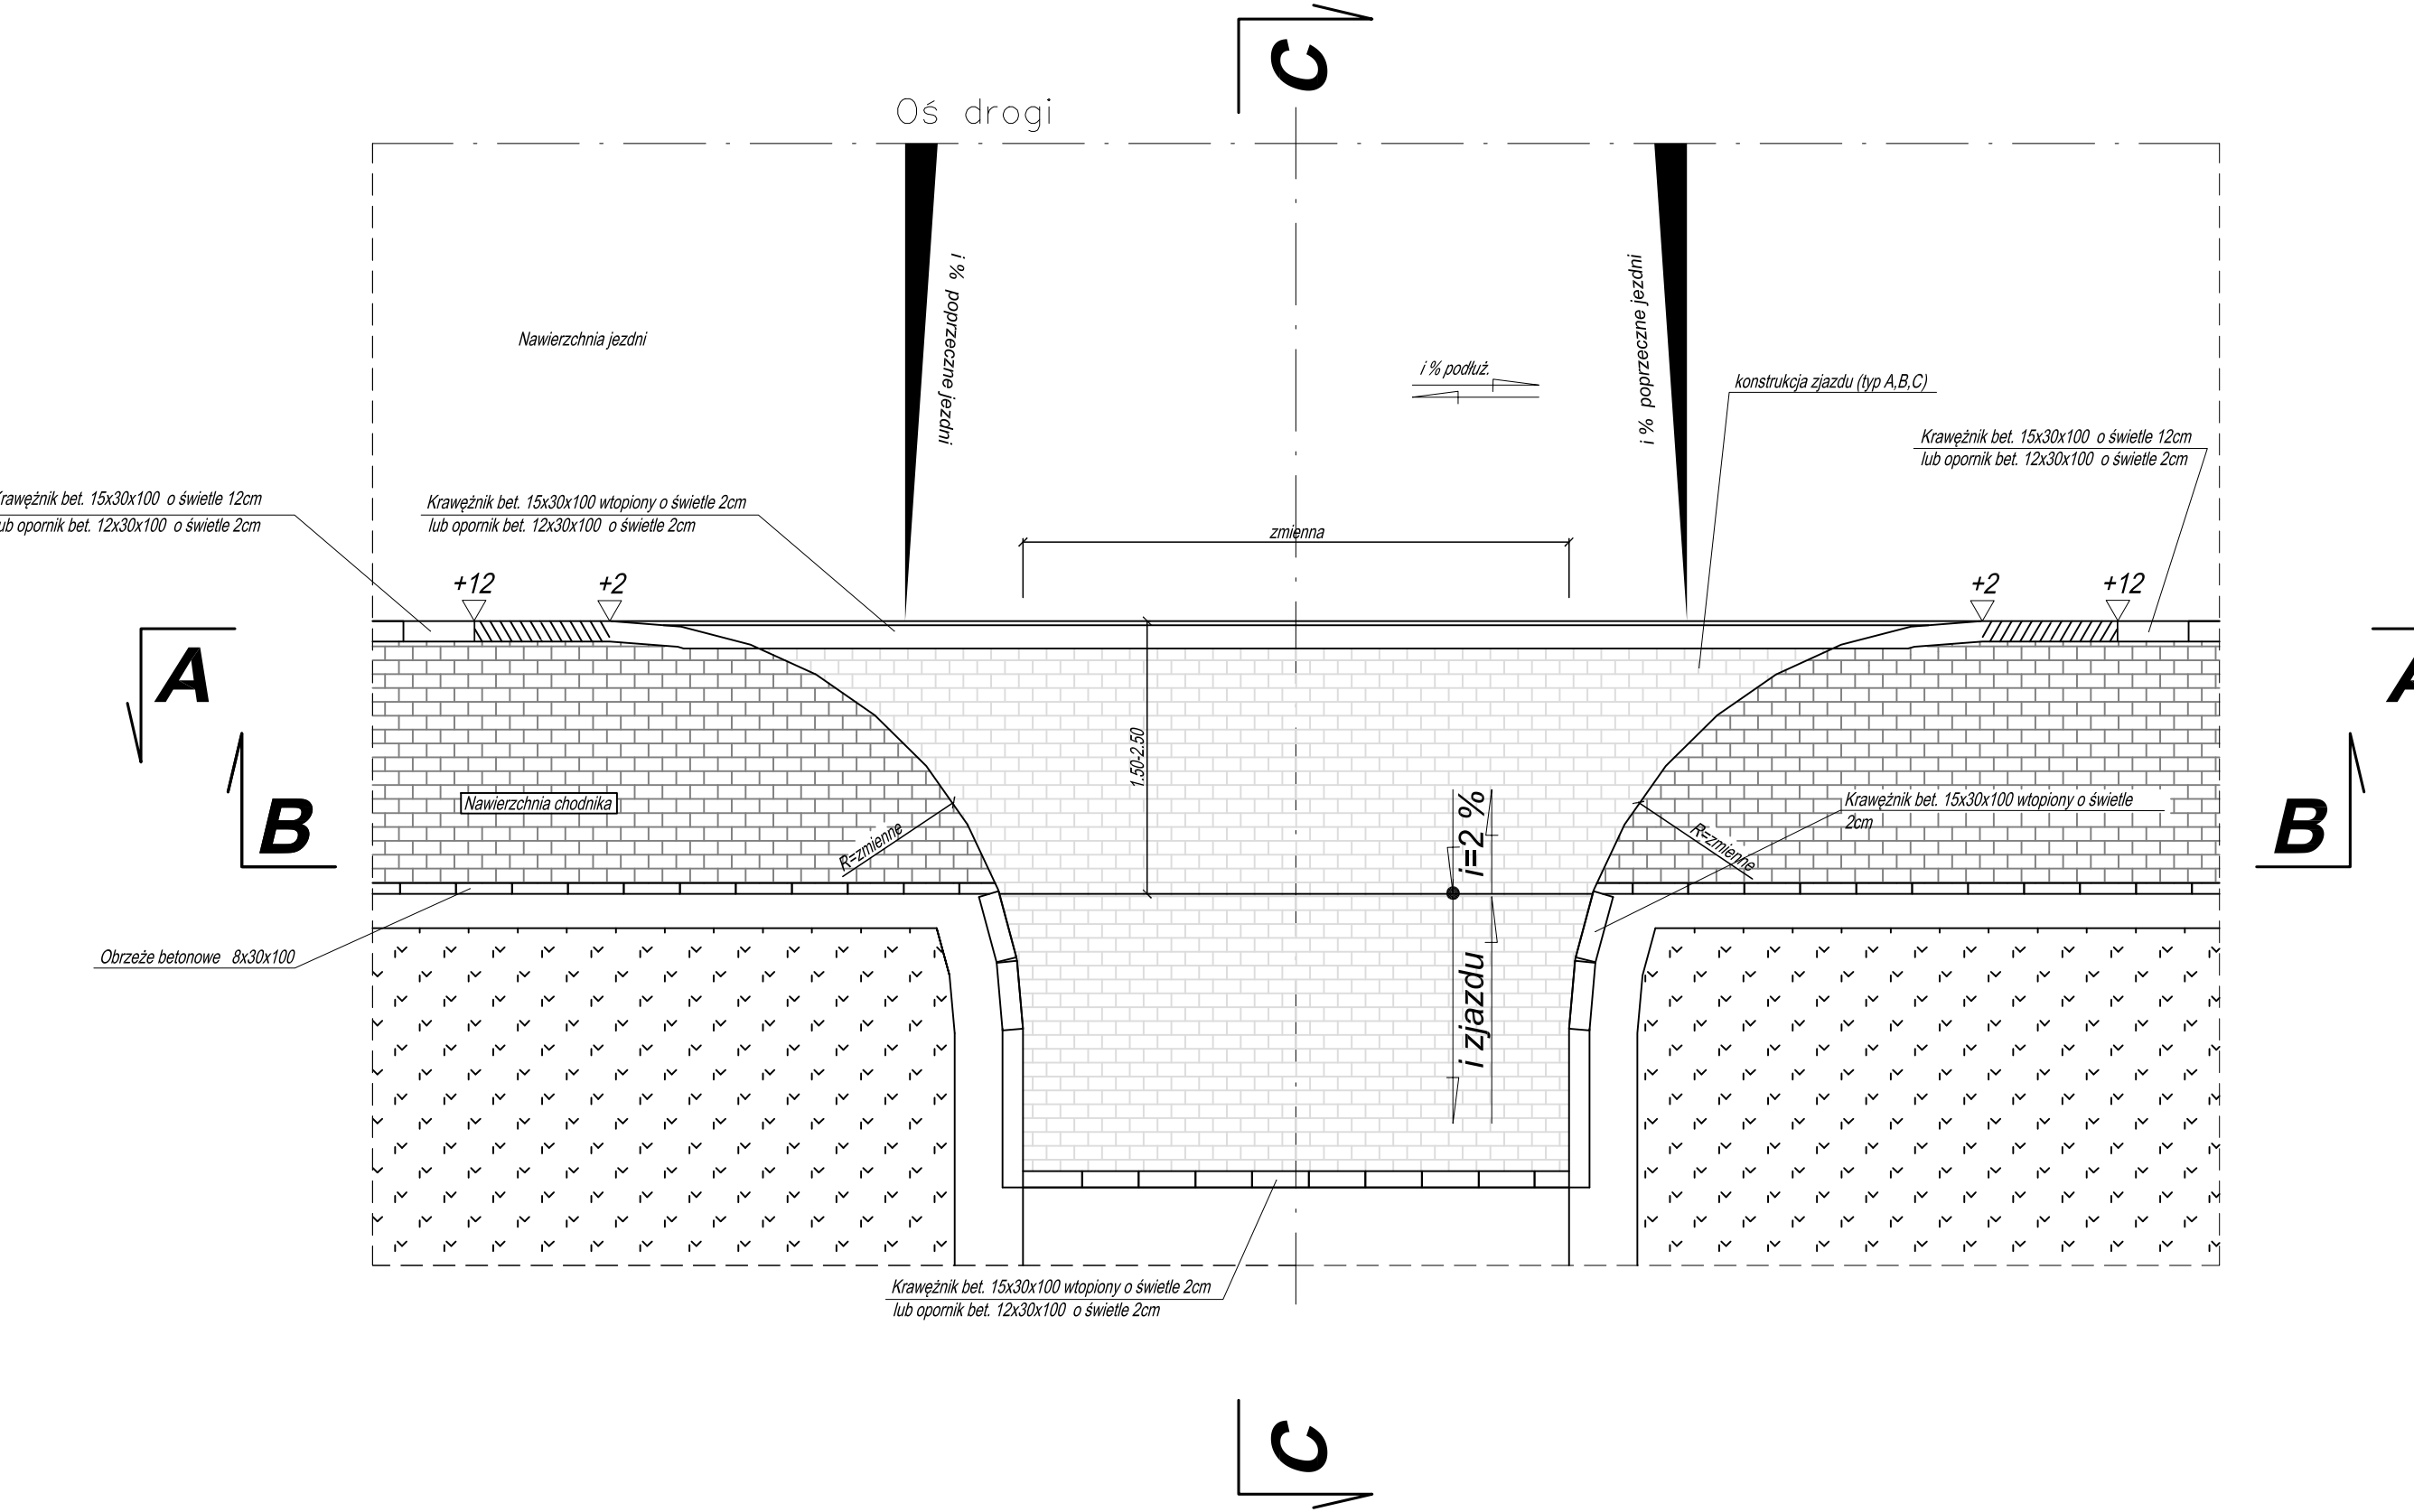 C
Oś drogi
i % poprzeczne jezdni
i % poprzeczne jezdni
Nawierzchnia jezdni
i % podłuż.
konstrukcja zjazdu (typ A,B,C)
Krawężnik bet. 15x30x100 o świetle 12cm
lub opornik bet. 12x30x100 o świetle 2cm
rawężnik bet. 15x30x100 o świetle 12cm
ub opornik bet. 12x30x100 o świetle 2cm
Krawężnik bet. 15x30x100 wtopiony o świetle 2cm
lub opornik bet. 12x30x100 o świetle 2cm
zmienna
+12
+2
+2
+12
A
A
1.50-2.50
Nawierzchnia chodnika
B
B
R=zmienne
R=zmienne
i=2 %
Krawężnik bet. 15x30x100 wtopiony o świetle
2cm
Obrzeże betonowe 8x30x100
i zjazdu
Krawężnik bet. 15x30x100 wtopiony o świetle 2cm
lub opornik bet. 12x30x100 o świetle 2cm
C